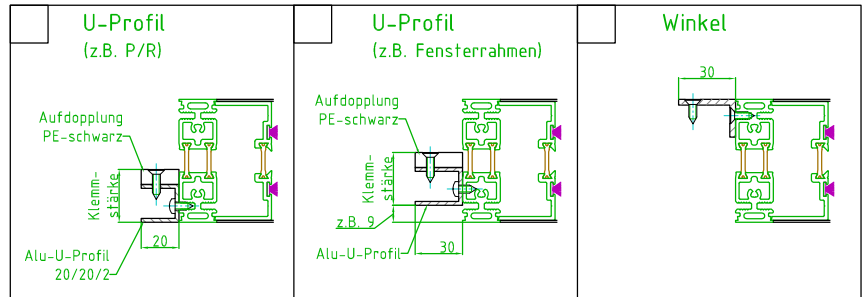 U-Profil
(z.B. P/R)
Aufdopplung
PE-schwarz
Klemm-
stärke
20
Alu-U-Profil
20/20/2
U-Profil
(z.B. Fensterrahmen)
Aufdopplung
PE-schwarz
Klemm-
stärke
z.B. 9
30
Alu-U-Profil
Winkel
30